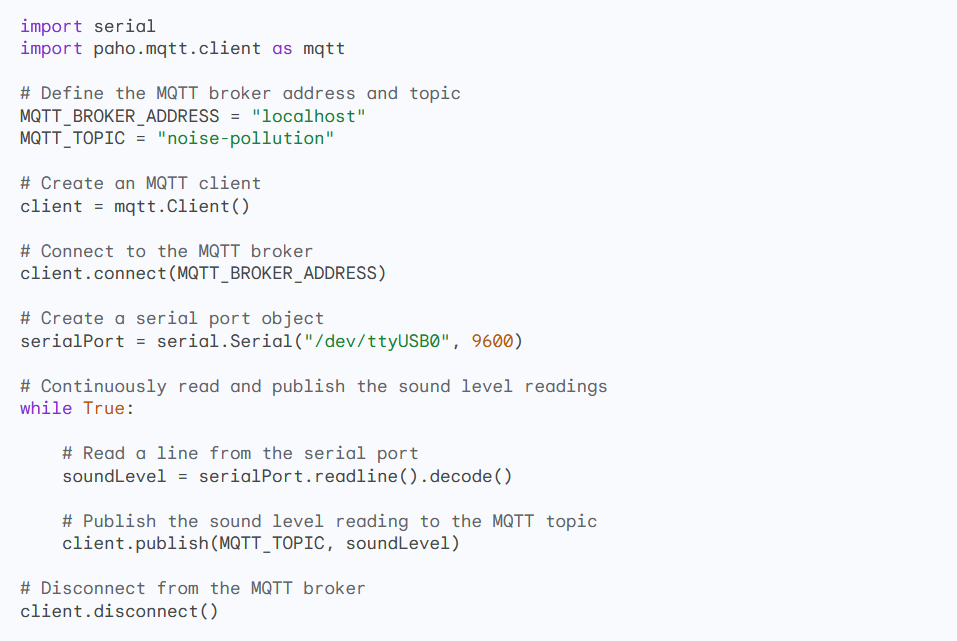 import serial
import paho.mqtt.client as mqtt
# Define the MQTT broker address and topic
MQTT_BROKER_ADDRESS = "localhost"
MQTT_TOPIC = "noise-pollution"
# Create an MQTT client
client = mqtt.Client()
# Connect to the MQTT broker
client.connect(MQTT_BROKER_ADDRESS)
# Create a serial port object
serialPort = serial.Serial("/dev/ttyUSB0", 9600)
# Continuously read and publish the sound level readings
while True:
    # Read a line from the serial port
    soundLevel = serialPort.readline().decode()
    # Publish the sound level reading to the MQTT topic
    client.publish(MQTT_TOPIC, soundLevel)
# Disconnect from the MQTT broker
client.disconnect()